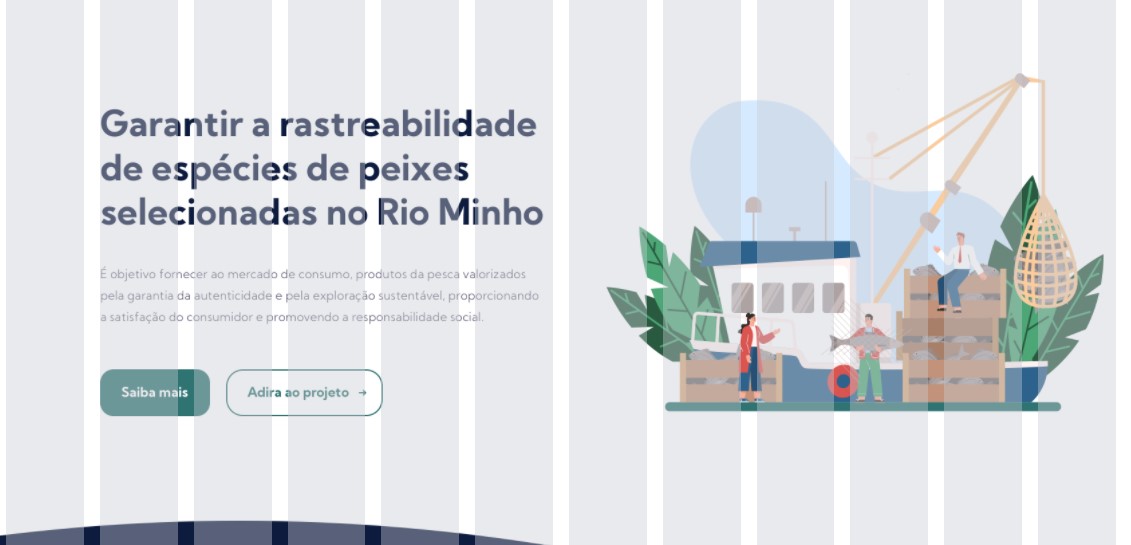 Garantir a rastreabilidade
de espécies de peixes
selecionadas no Rio Minho
É objetivo fornecer ao mercado de consumo, produtos da pesca valorizados
pela garantia da autenticidade e pela exploração sustentável, proporcionando
a satisfação do consumidor e promovendo a responsabilidade social.
Saiba mais
Adira ao projeto →